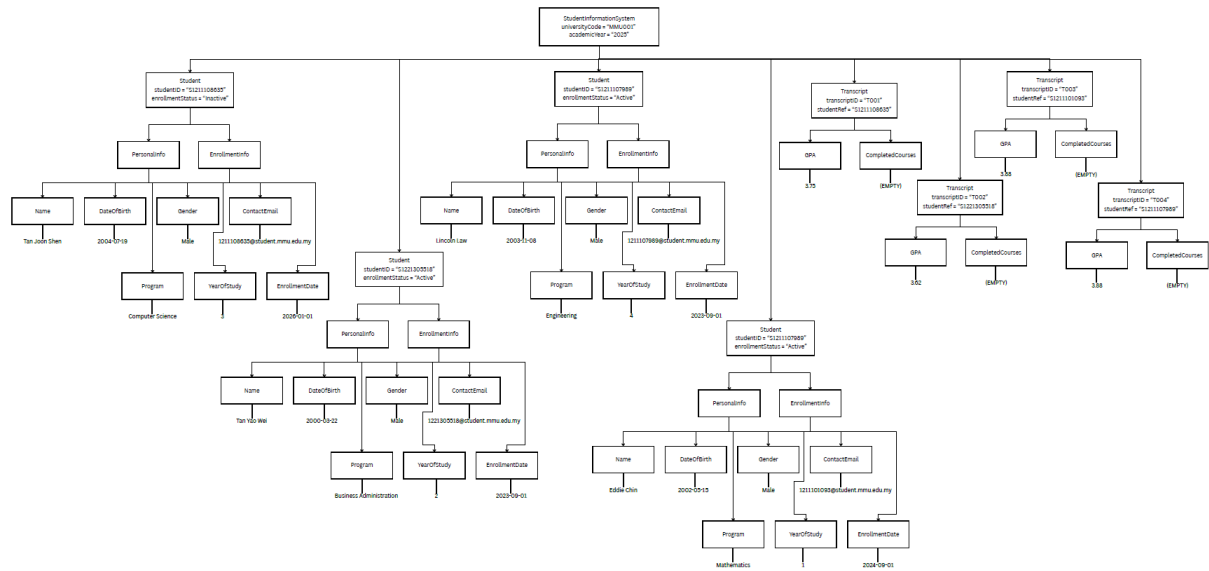 StudentInformationSystem
universityCode = "MMU001"
academicYear = "2025"
Student
studentID = "S1211108635"
enrollmentStatus = "Inactive"
PersonalInfo
EnrollmentInfo
Name
DateOfBirth
Gender
ContactEmail
Tan Joon Shen
2004-07-19
Male
1211108635@student.mmu.edu.my
Program
YearOfStudy
EnrollmentDate
Computer Science
3
2026-01-01
Student
studentID = "S1221305518"
enrollmentStatus = "Active"
PersonalInfo
EnrollmentInfo
Name
DateOfBirth
Gender
ContactEmail
Tan Yao Wei
2000-03-22
Male
1221305518@student.mmu.edu.my
Program
YearOfStudy
EnrollmentDate
Business Administration
2
2023-09-01
Student
studentID = "S1211107989"
enrollmentStatus = "Active"
PersonalInfo
EnrollmentInfo
Name
DateOfBirth
Gender
ContactEmail
Lincoln Law
2003-11-08
Male
1211107989@student.mmu.edu.my
Program
YearOfStudy
EnrollmentDate
Engineering
4
2023-09-01
Student
studentID = "S1211107989"
enrollmentStatus = "Active"
PersonalInfo
EnrollmentInfo
Name
DateOfBirth
Gender
ContactEmail
Eddie Chin
2002-05-15
Male
1211101093@student.mmu.edu.my
Program
YearOfStudy
EnrollmentDate
Mathematics
1
2024-09-01
Transcript
transcriptID = "T001"
studentRef = "S1211108635"
GPA
CompletedCourses
3.75
(EMPTY)
Transcript
transcriptID = "T002"
studentRef = "S1221305518"
GPA
CompletedCourses
3.62
(EMPTY)
Transcript
transcriptID = "T003"
studentRef = "S1211101093"
GPA
CompletedCourses
3.88
(EMPTY)
Transcript
transcriptID = "T004"
studentRef = "S1211107989"
GPA
CompletedCourses
3.88
(EMPTY)